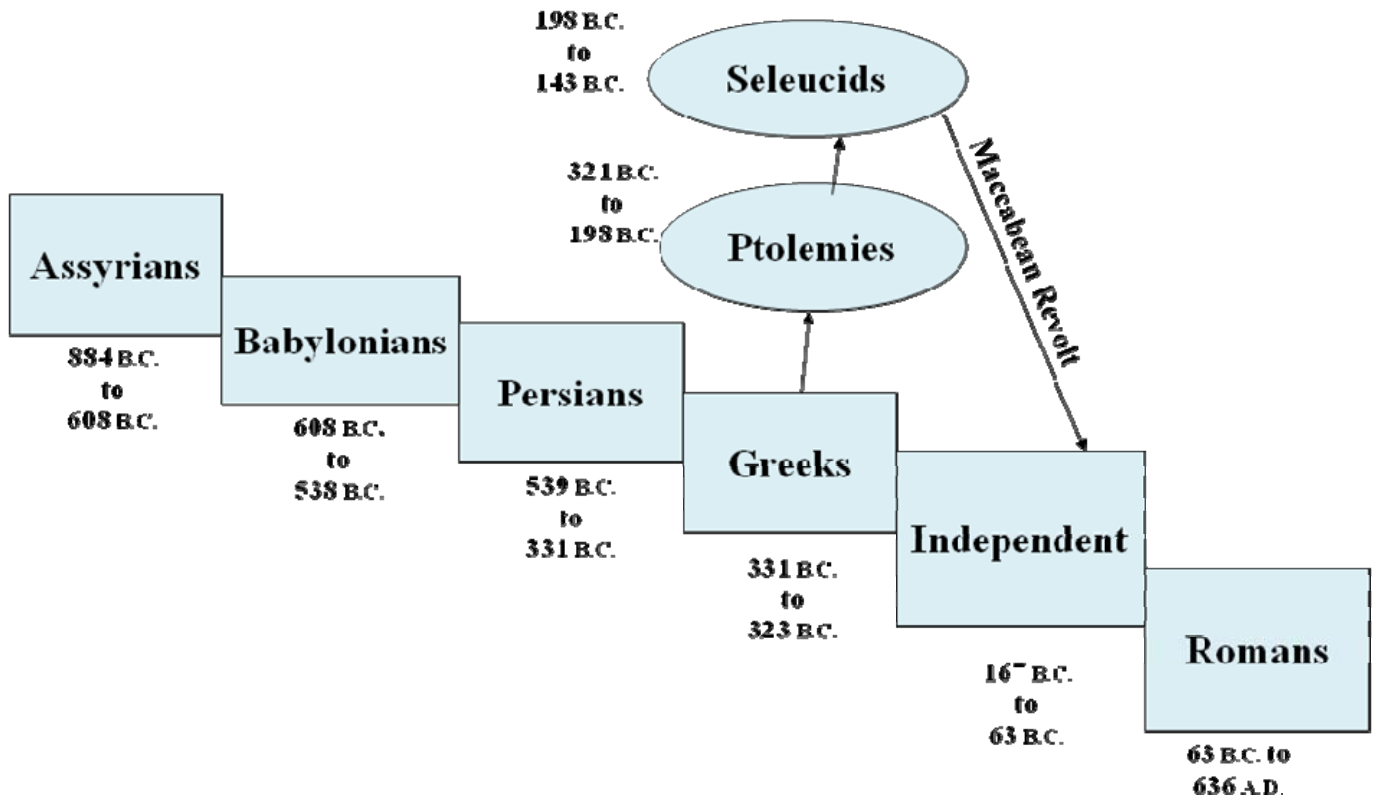 198 B.C.
to
143 B.C.
Seleucids
Maccabean Revolt
321 B.C.
to
198 B.C.
Ptolemies
Assyrians
884 B.C.
to
608 B.C.
Babylonians
608 B.C.
to
538 B.C.
Persians
539 B.C.
to
331 B.C.
Greeks
331 B.C.
to
323 B.C.
Independent
B.C.
to
63 B.C.
Romans
63 B.C. to
636 A.D.